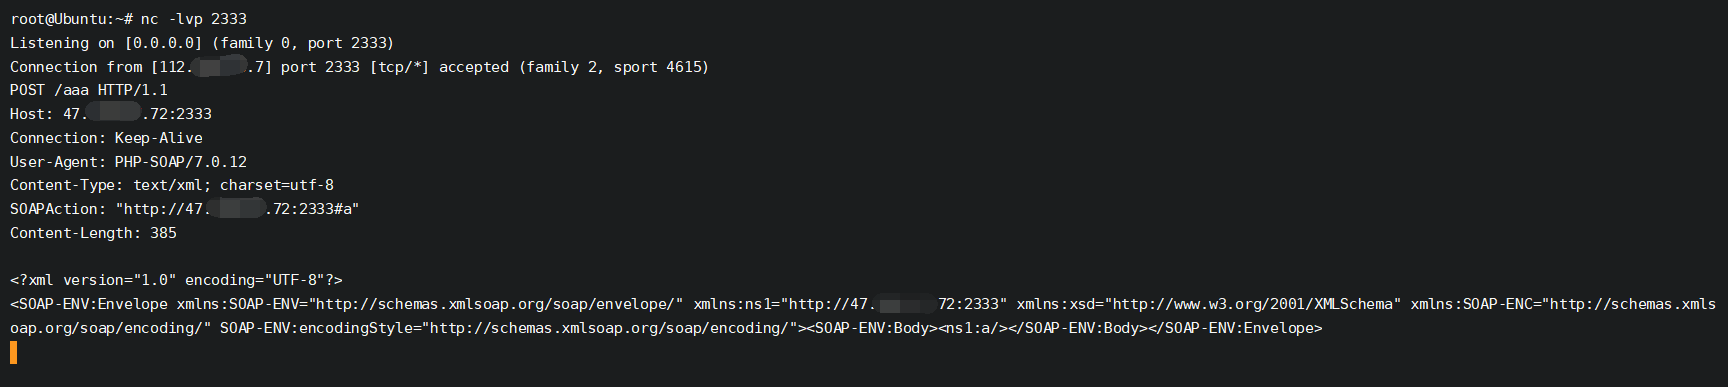 root@Ubuntu:~# nc -lvp 2333
Listening on [0.0.0.0] (family 0, port 2333)
Connection from [112. .7] port 2333 [tcp/*] accepted (family 2, sport 4615)
POST /aaa HTTP/1.1
Host: 47. .72:2333
Connection: Keep-Alive
User-Agent: PHP-SOAP/7.0.12
Content-Type: text/xml; charset=utf-8
SOAPAction: "http://47. .72:2333#a"
Content-Length: 385
<?xml version="1.0" encoding="UTF-8"?>
<SOAP-ENV:Envelope xmlns:SOAP-ENV="http://schemas.xmlsoap.org/soap/envelope/" xmlns:ns1="http://47. 72:2333" xmlns:xsd="http://www.w3.org/2001/XMLSchema" xmlns:SOAP-ENC="http://schemas.xmls
oap.org/soap/encoding/" SOAP-ENV:encodingStyle="http://schemas.xmlsoap.org/soap/encoding/"><SOAP-ENV:Body><ns1:a/></SOAP-ENV:Body></SOAP-ENV:Envelope>